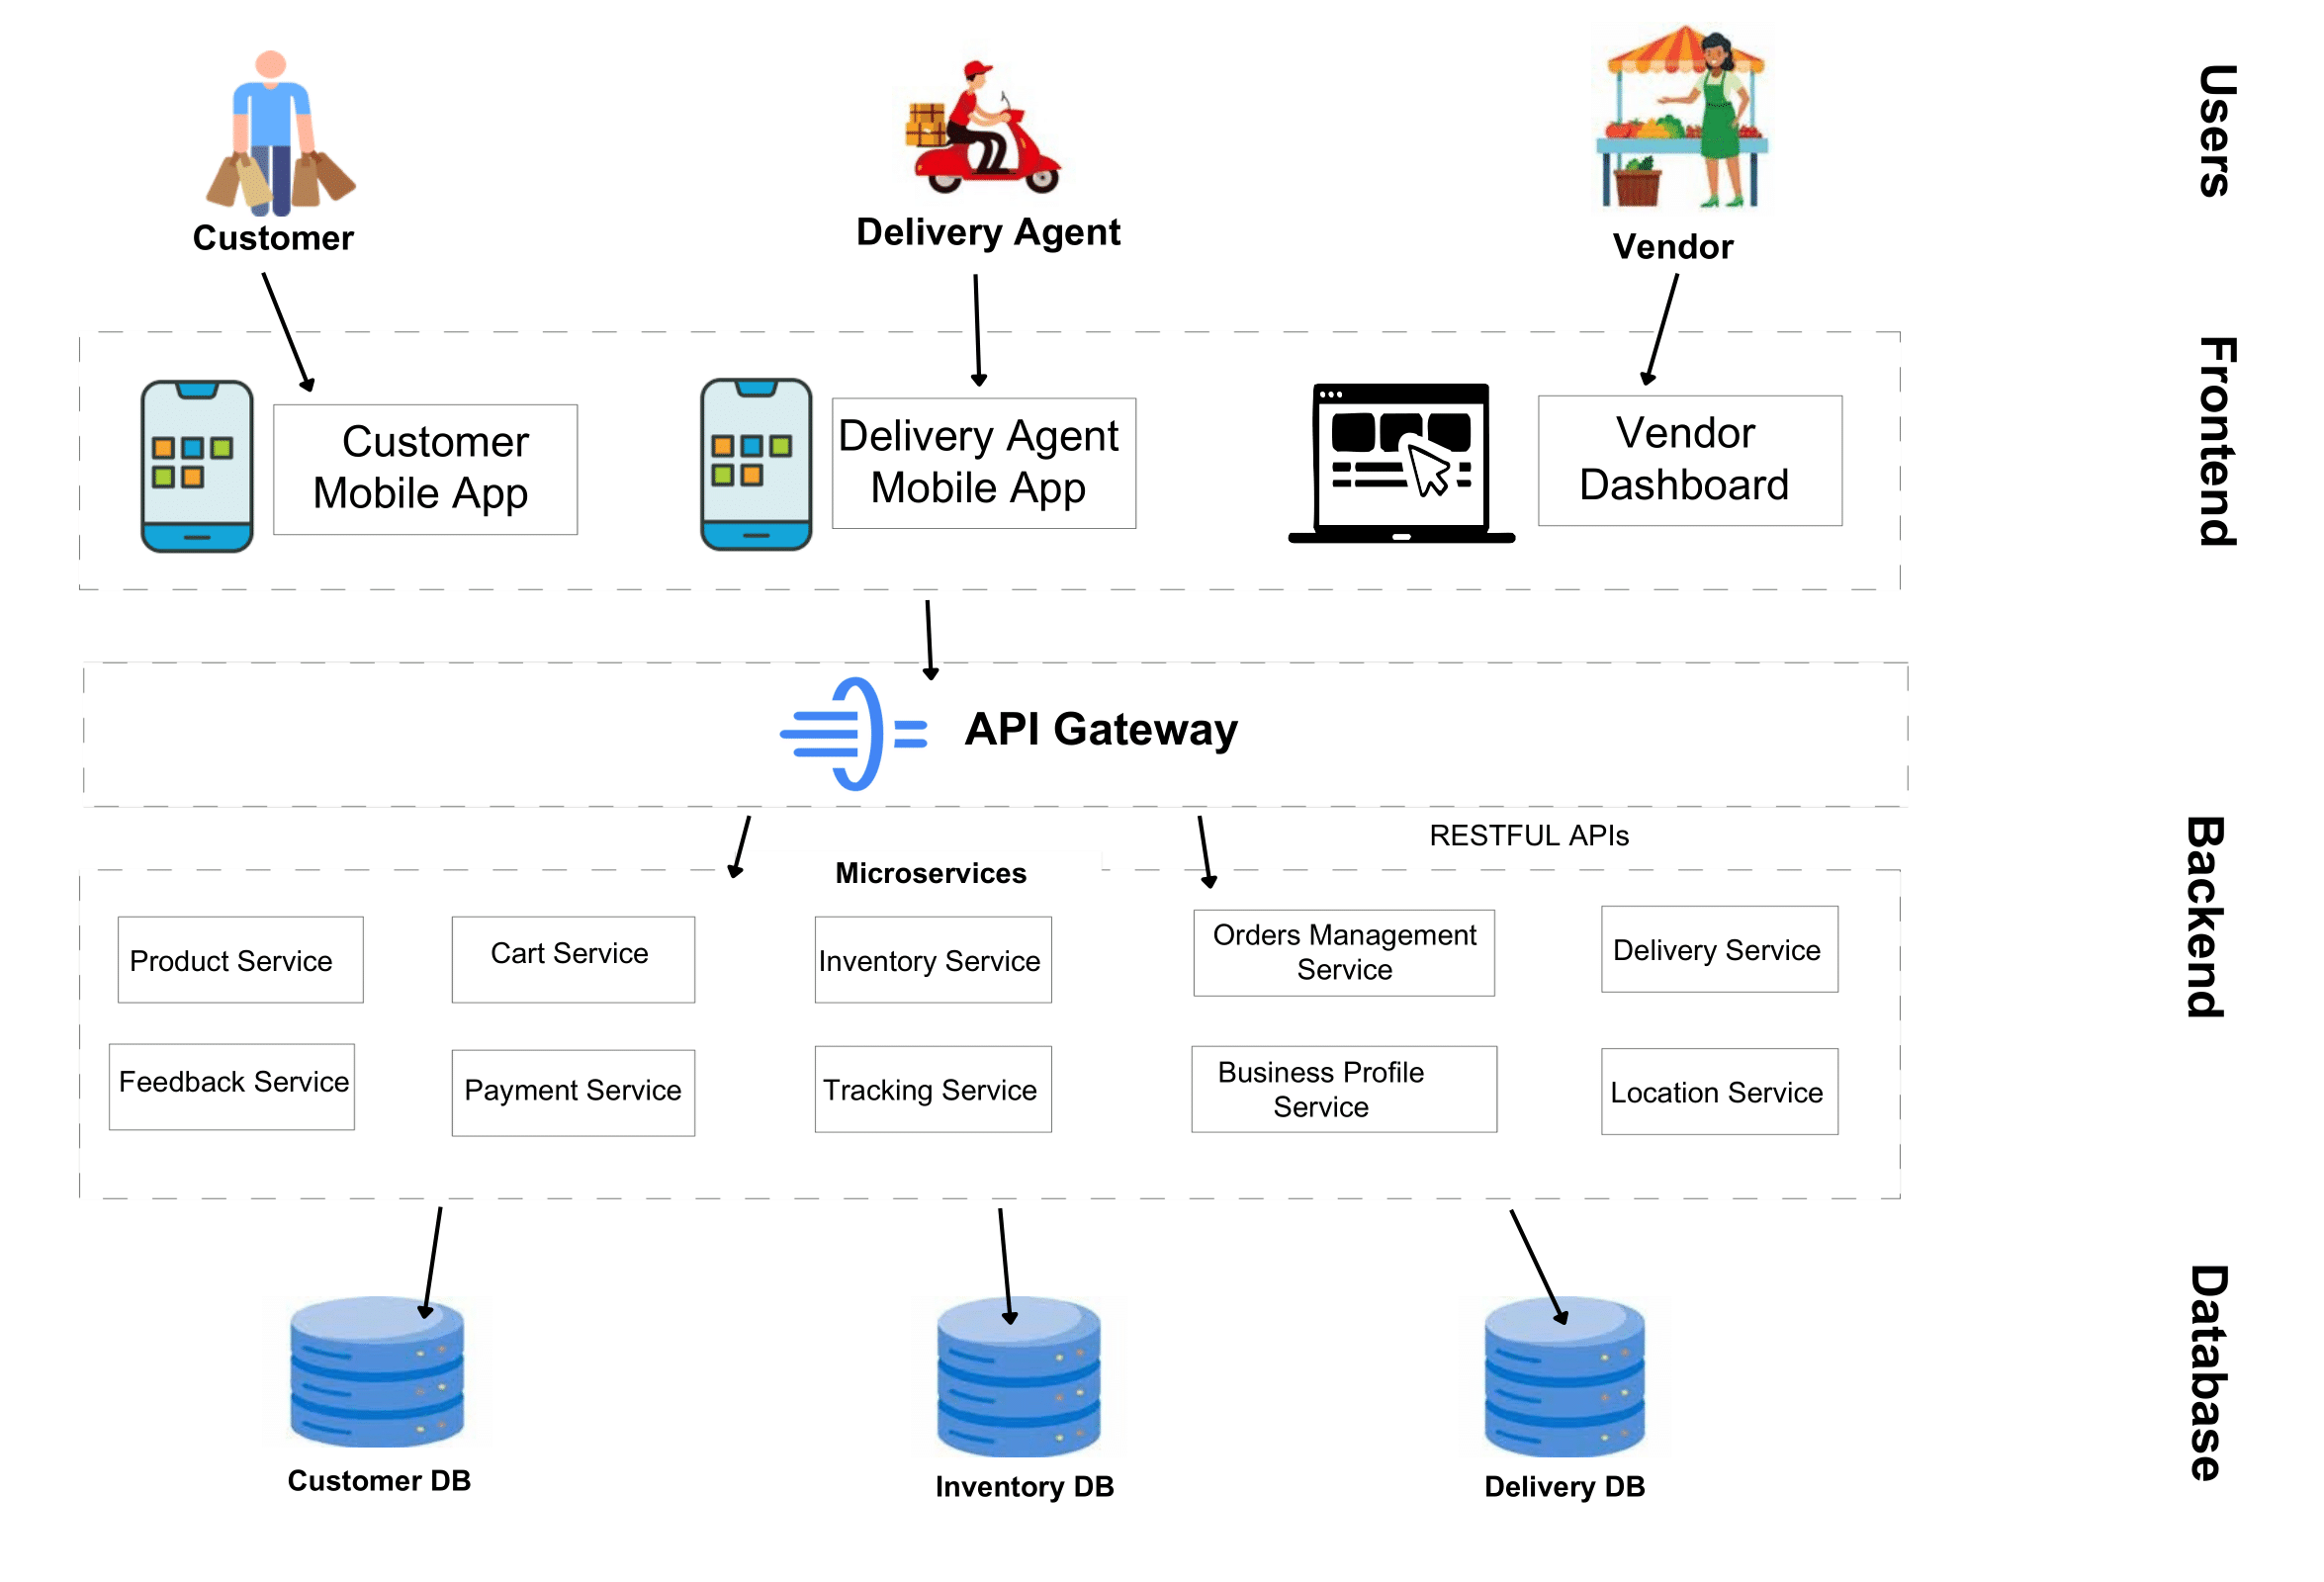 Users
Customer
Delivery Agent
Vendor
Frontend
Customer
Mobile App
Delivery Agent
Mobile App
Vendor
Dashboard
API Gateway
Backend
RESTFUL APIs
Microservices
Product Service
Cart Service
Inventory Service
Orders Management
Service
Delivery Service
Feedback Service
Payment Service
Tracking Service
Business Profile
Service
Location Service
Database
Customer DB
Inventory DB
Delivery DB